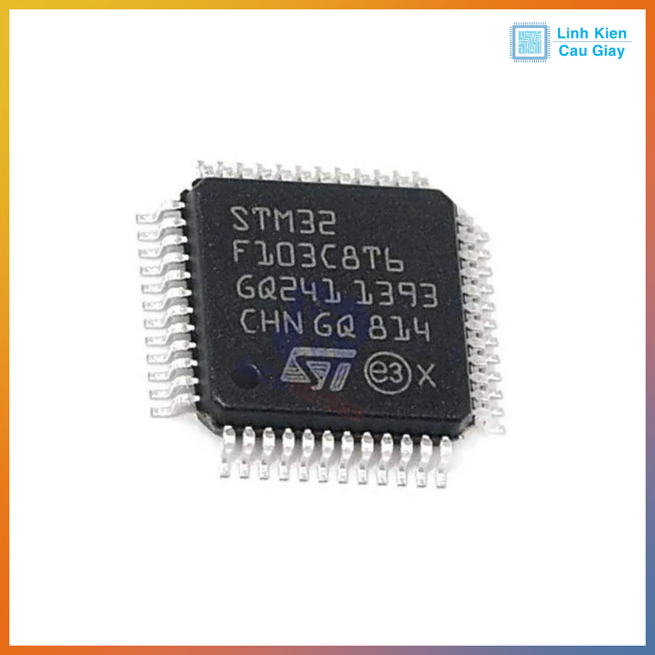 Linh Kien
Cau Giay
STM32
F103C8T6
GQ241 1393
CHN GQ 814
ST e3 X